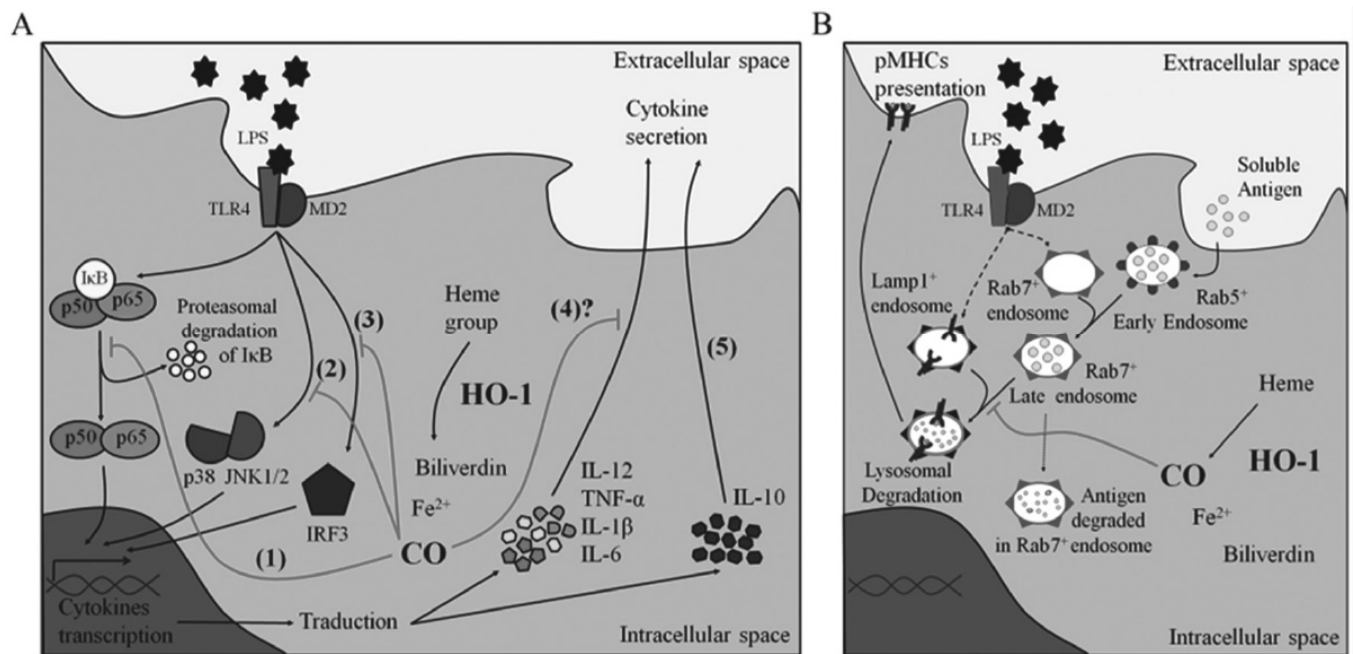 A
Extracellular space
Cytokine
secretion
LPS
TLR4
MD2
IκB
p50
p65
Proteasomal
degradation
of IκB
(3)
(2)
Heme
group
(4)?
(5)
HO-1
p50
p65
p38
JNK1/2
Biliverdin
IL-12
TNF-α
IL-1β
IL-6
IL-10
Fe²⁺
IRF3
CO
(1)
Cytokines
transcription
Traduction
Intracellular space
B
pMHCs
presentation
Extracellular space
LPS
Soluble
Antigen
TLR4
MD2
Lamp1⁺
endosome
Rab7⁺
endosome
Rab5⁺
Early Endosome
Rab7⁺
Late endosome
Heme
Lysosomal
Degradation
CO
HO-1
Antigen
degraded
in Rab7⁺ endosome
Fe²⁺
Biliverdin
Intracellular space